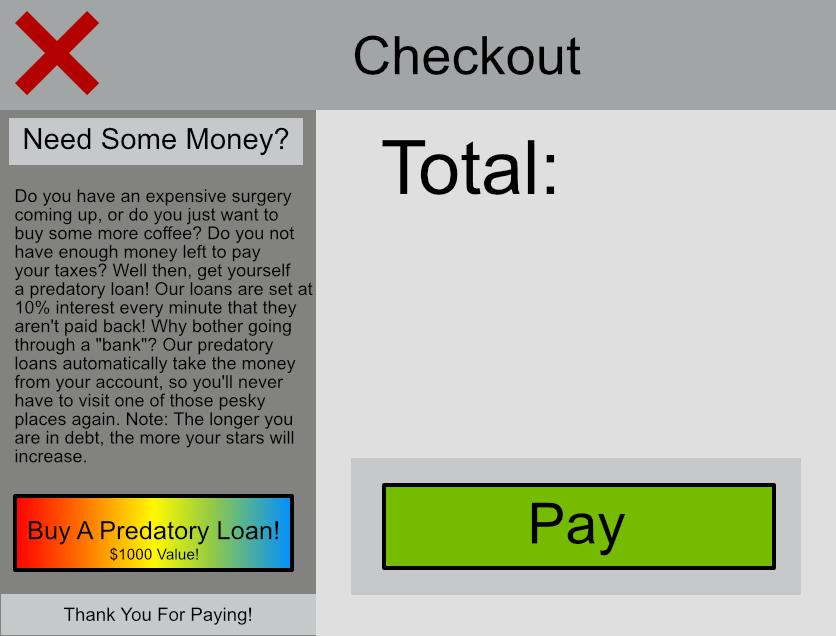 Checkout
Need Some Money?
Do you have an expensive surgery
coming up, or do you just want to
buy some more coffee? Do you not
have enough money left to pay
your taxes? Well then, get yourself
a predatory loan! Our loans are set at
10% interest every minute that they
aren't paid back! Why bother going
through a "bank"? Our predatory
loans automatically take the money
from your account, so you'll never
have to visit one of those pesky
places again. Note: The longer you
are in debt, the more your stars will
increase.
Buy A Predatory Loan!
$1000 Value!
Thank You For Paying!
Total:
Pay